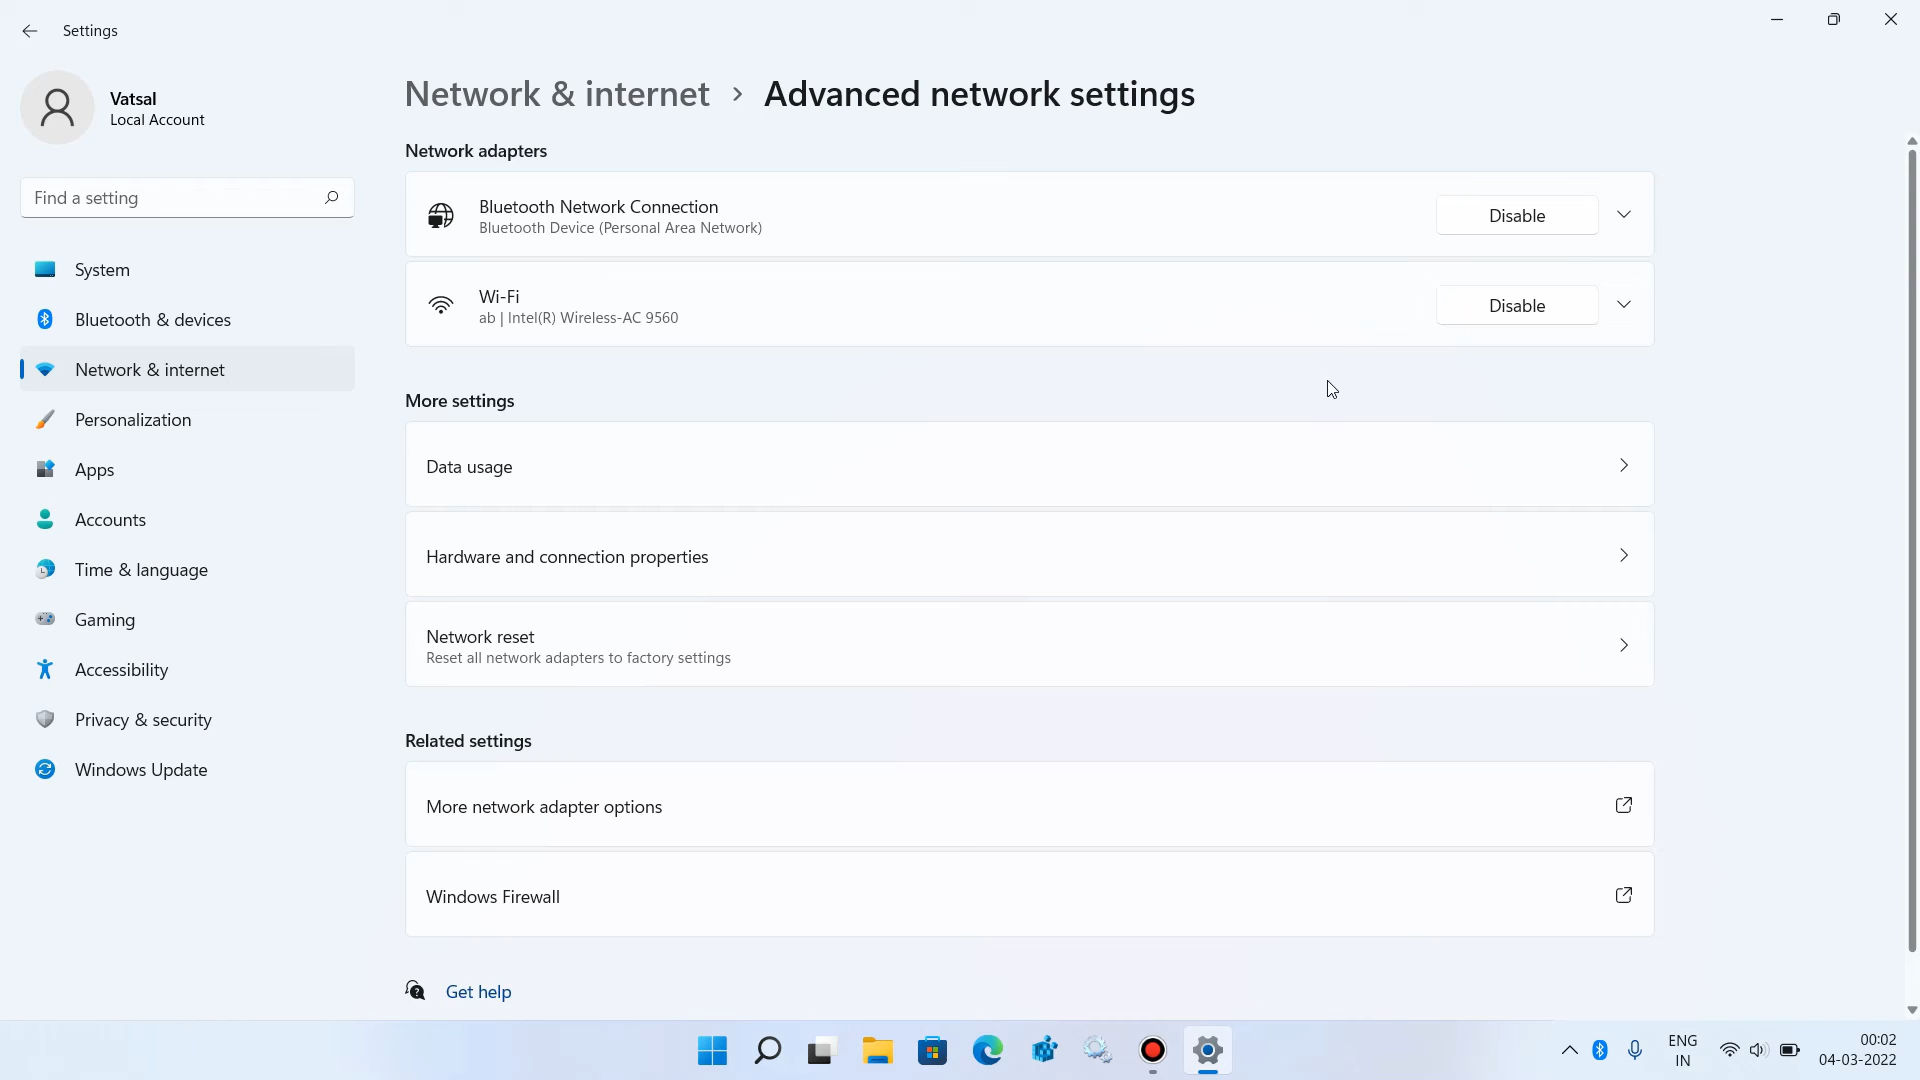 Settings
Vatsal
Local Account
Find a setting
System
Bluetooth & devices
Network & internet
Personalization
Apps
Accounts
Time & language
Gaming
Accessibility
Privacy & security
Windows Update
Network & internet > Advanced network settings
Network adapters
Bluetooth Network Connection
Bluetooth Device (Personal Area Network)
Disable
Wi-Fi
ab | Intel(R) Wireless-AC 9560
Disable
More settings
Data usage
Hardware and connection properties
Network reset
Reset all network adapters to factory settings
Related settings
More network adapter options
Windows Firewall
Get help
ENG
IN
00:02
04-03-2022